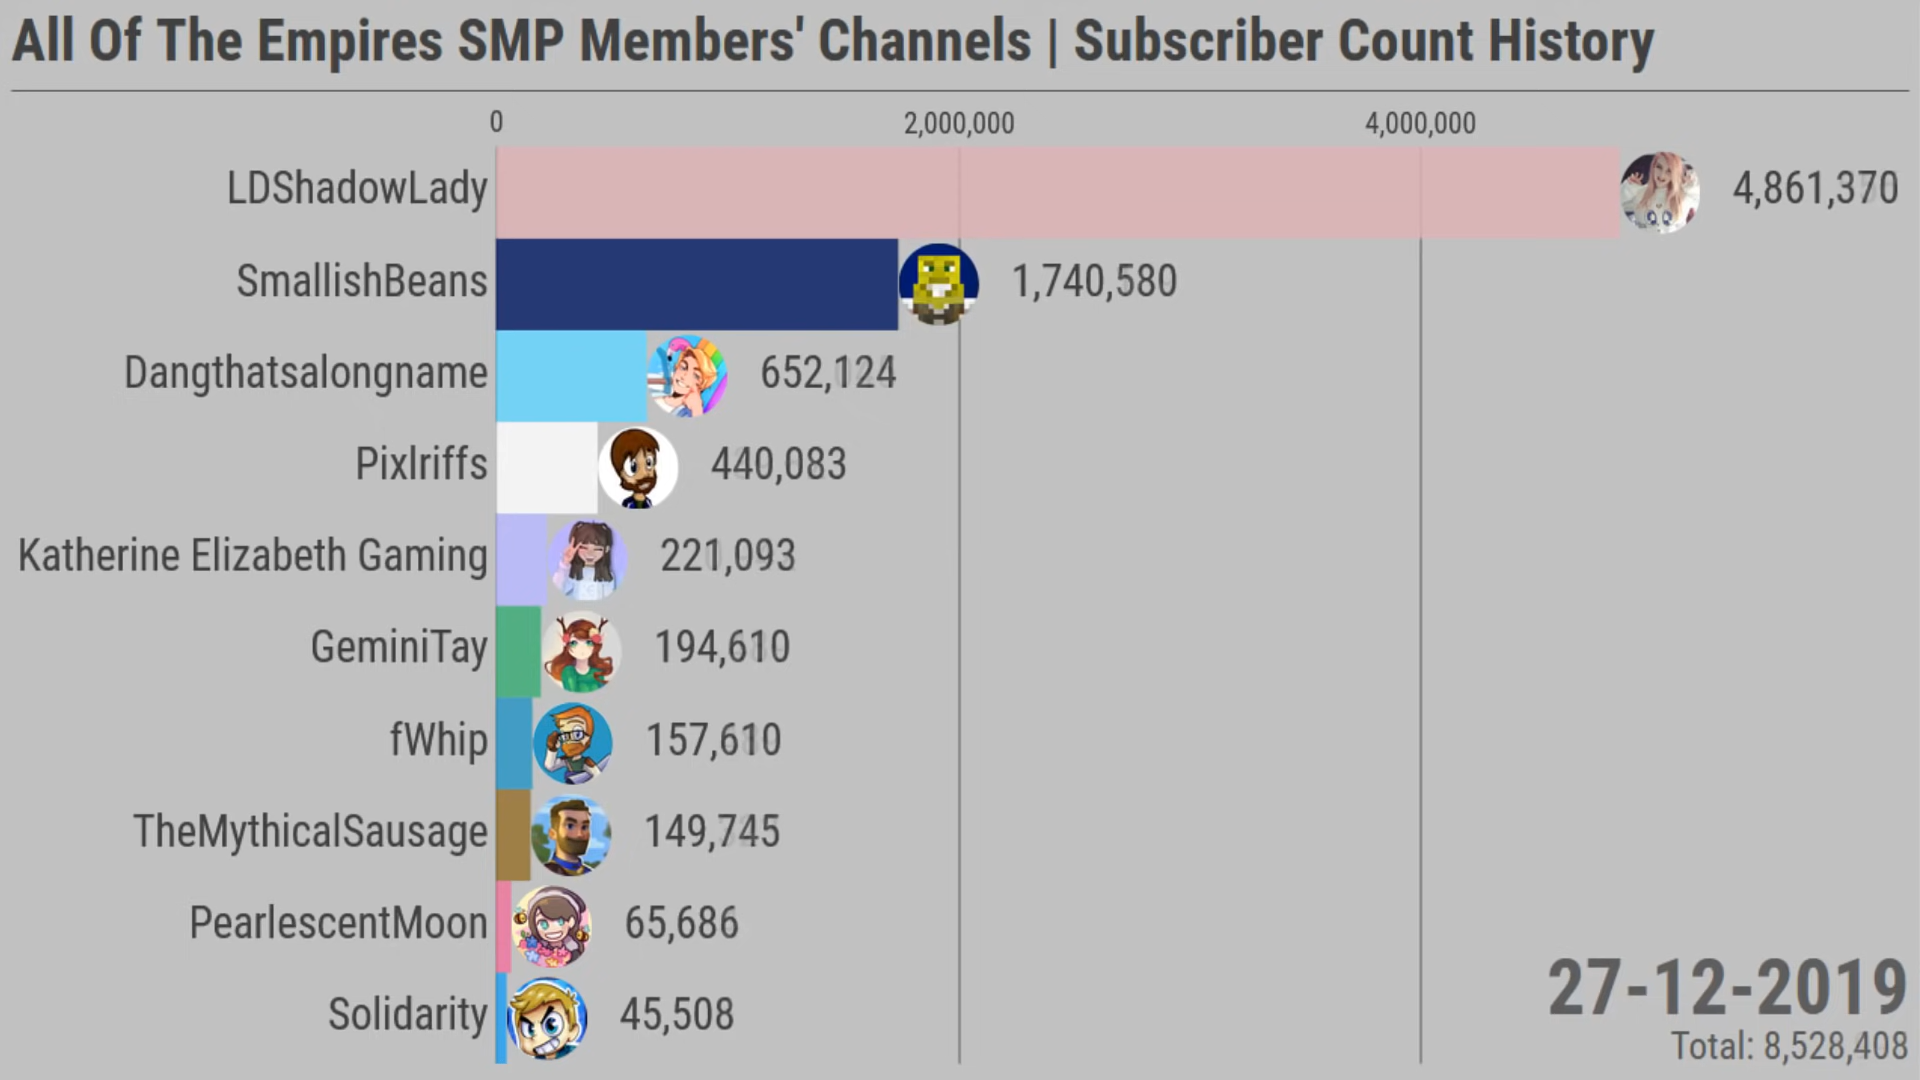 All Of The Empires SMP Members' Channels | Subscriber Count History
0 2,000,000 4,000,000
LDShadowLady 4,861,370
SmallishBeans 1,740,580
Dangthatsalongname 652,124
Pixlriffs 440,083
Katherine Elizabeth Gaming 221,093
GeminiTay 194,610
fWhip 157,610
TheMythicalSausage 149,745
PearlescentMoon 65,686
Solidarity 45,508
27-12-2019
Total: 8,528,408